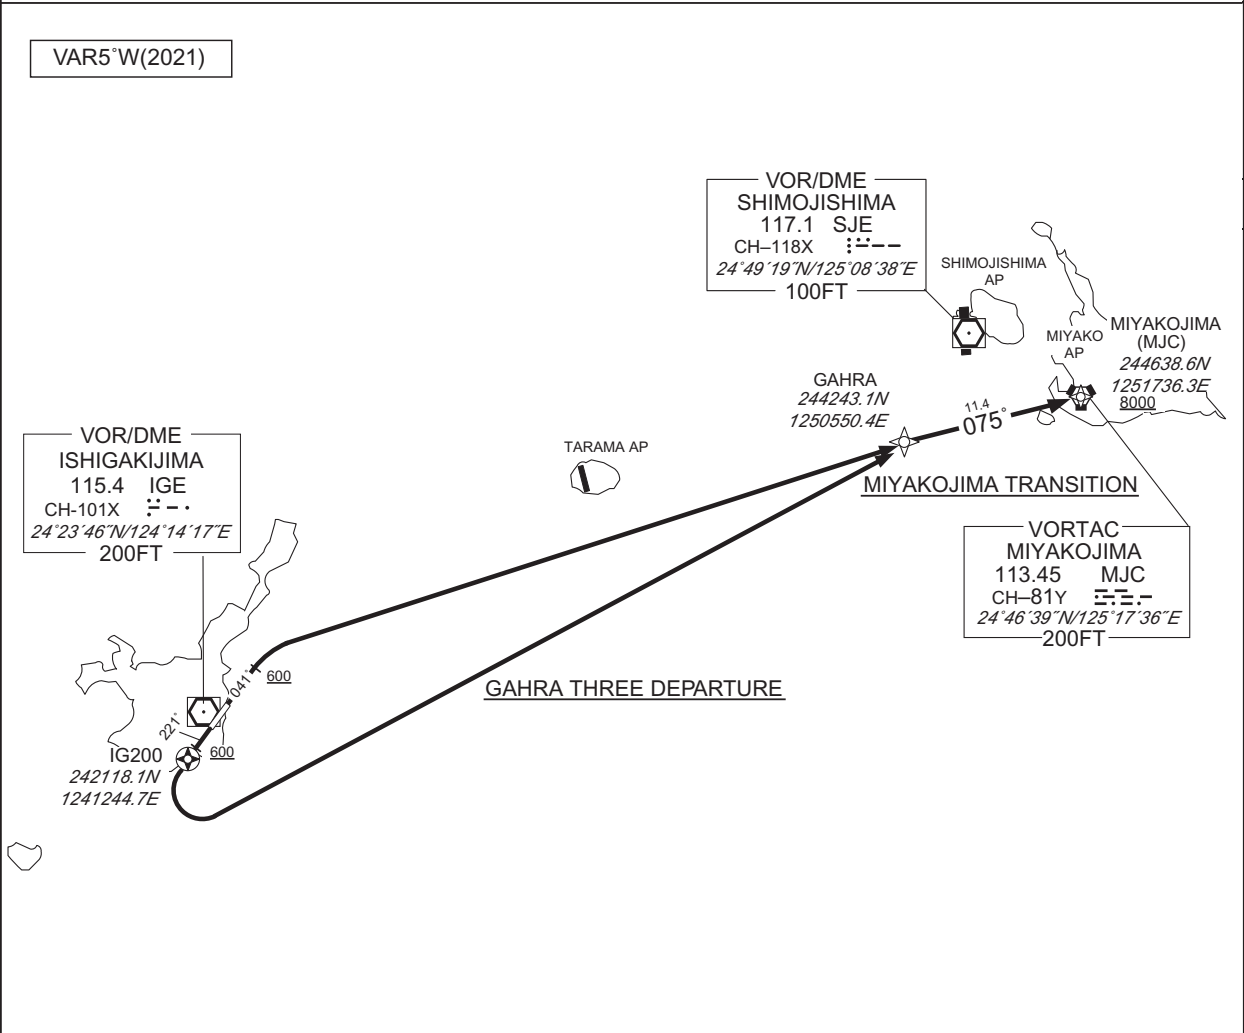 VAR5˚W(2021)
VOR/DME
SHIMOJISHIMA
117.1 SJE
CH–118X
24˚49´19˝N/125˚08´38˝E
100FT
SHIMOJISHIMA
AP
MIYAKO
AP
MIYAKOJIMA
(MJC)
244638.6N
1251736.3E
8000
GAHRA
244243.1N
1250550.4E
11.4
075˚
TARAMA AP
MIYAKOJIMA TRANSITION
VOR/DME
ISHIGAKIJIMA
115.4 IGE
CH-101X
24˚23´46˝N/124˚14´17˝E
200FT
VORTAC
MIYAKOJIMA
113.45 MJC
CH–81Y
24˚46´39˝N/125˚17´36˝E
200FT
041˚
600
GAHRA THREE DEPARTURE
221˚
600
IG200
242118.1N
1241244.7E